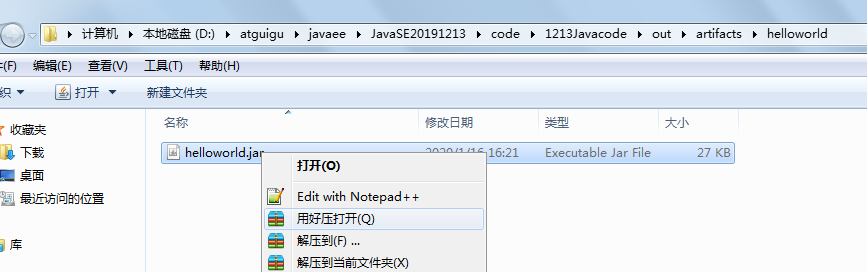 计算机 ▸ 本地磁盘 (D:) ▸ atguigu ▸ javaee ▸ JavaSE20191213 ▸ code ▸ 1213Javacode ▸ out ▸ artifacts ▸ helloworld ▸
(F) 编辑(E) 查看(V) 工具(T) 帮助(H)
织 打开 新建文件夹
收藏夹
下载
桌面
最近访问的位置
库
名称 修改日期 类型 大小
helloworld.jar 2020/1/16 16:21 Executable Jar File 27 KB
打开(O)
Edit with Notepad++
用好压打开(Q)
解压到(F) ...
解压到当前文件夹(X)